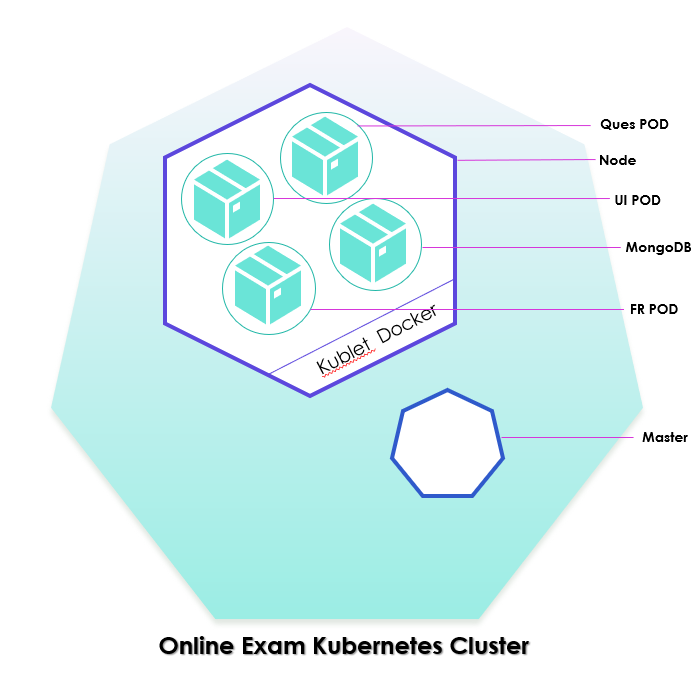 Ques POD
Node
UI POD
MongoDB
FR POD
Kublet Docker
Master
Online Exam Kubernetes Cluster